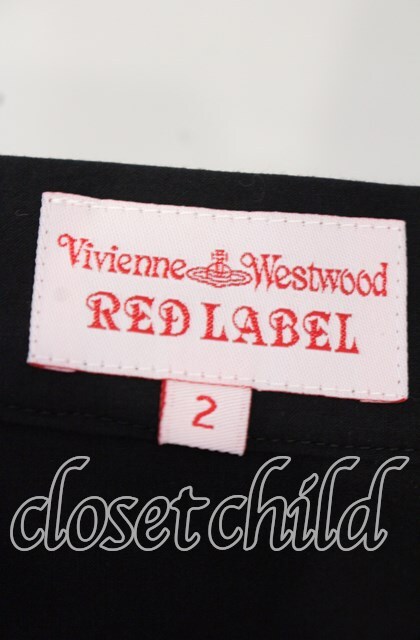 Vivienne Westwood
RED LABEL
2
closet child